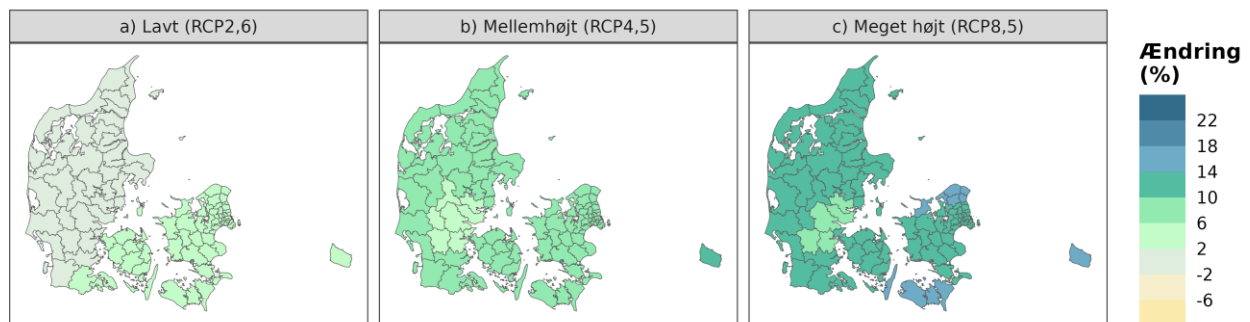 a) Lavt (RCP2,6)
b) Mellemhøjt (RCP4,5)
c) Meget højt (RCP8,5)
Ændring
(%)
22
18
14
10
6
2
-2
-6